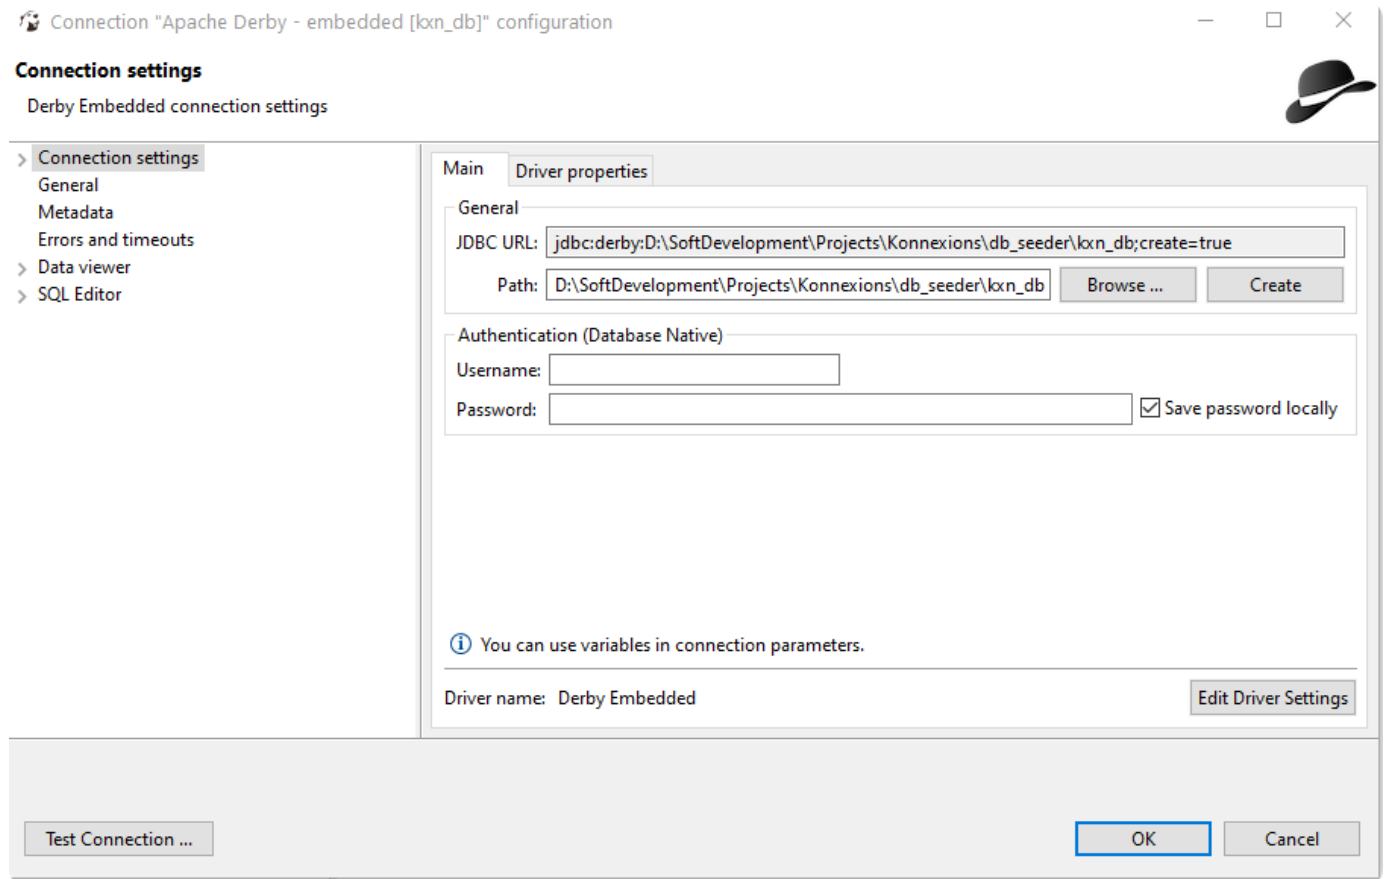 Connection "Apache Derby - embedded [kxn_db]" configuration
Connection settings
Derby Embedded connection settings
Connection settings
General
Metadata
Errors and timeouts
Data viewer
SQL Editor
Main
Driver properties
General
JDBC URL: jdbc:derby:D:\SoftDevelopment\Projects\Konnexions\db_seeder\kxn_db;create=true
Path: D:\SoftDevelopment\Projects\Konnexions\db_seeder\kxn_db Browse ... Create
Authentication (Database Native)
Username:
Password: Save password locally
You can use variables in connection parameters.
Driver name: Derby Embedded Edit Driver Settings
Test Connection ... OK Cancel